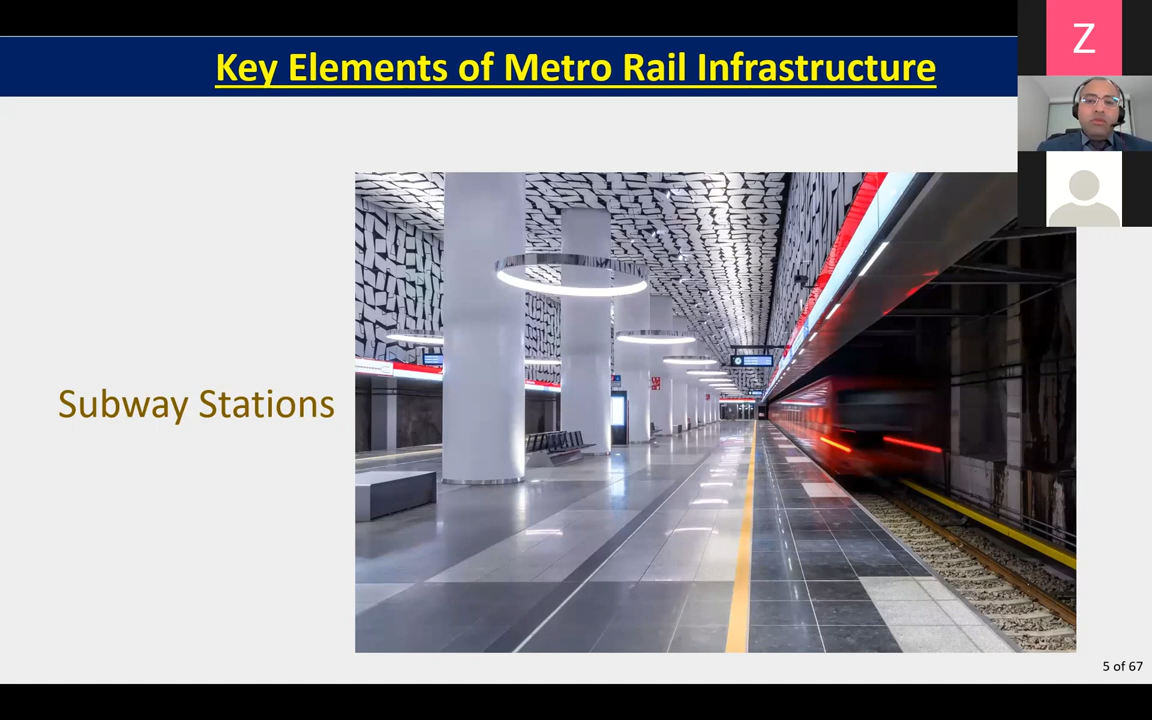 Key Elements of Metro Rail Infrastructure
Z
Subway Stations
5 of 67